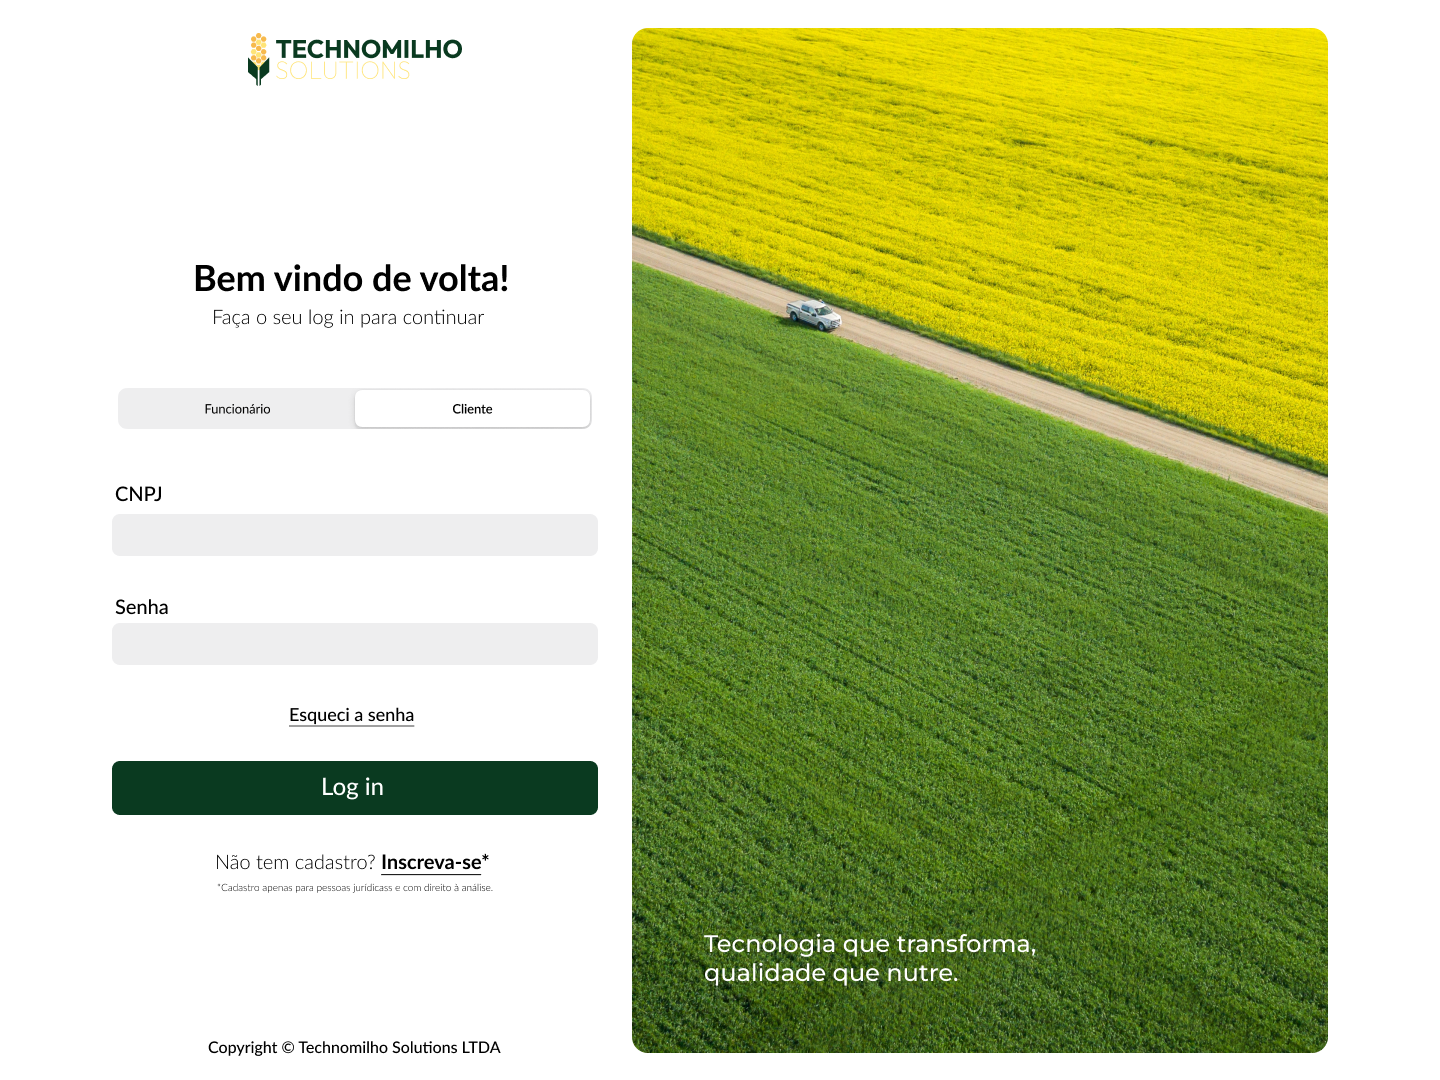 TECHNOMILHO
SOLUTIONS
Bem vindo de volta!
Faça o seu log in para continuar
Funcionário
Cliente
CNPJ
Senha
Esqueci a senha
Log in
Não tem cadastro? Inscreva-se*
*Cadastro apenas para pessoas jurídicass e com direito à análise.
Copyright © Technomilho Solutions LTDA
Tecnologia que transforma,
qualidade que nutre.